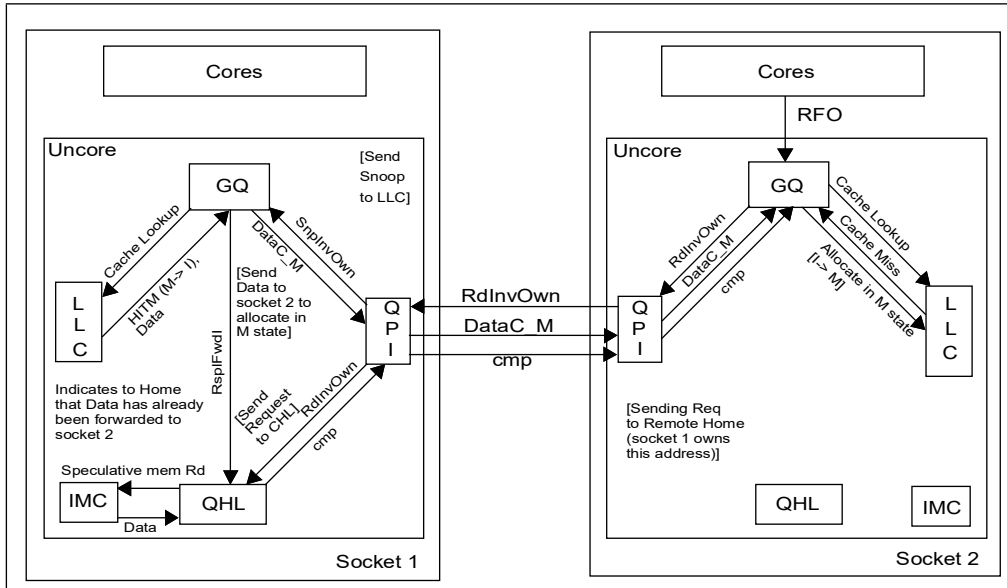 Cores
Uncore
[Send
Snoop
to LLC]
GQ
Cache Lookup
HITM (M-> I),
Data
SnpInvOwn
DataC_M
[Send
Data to
socket 2 to
allocate in
M state]
L
L
C
Q
P
I
RspIFwdI
Indicates to Home
that Data has already
been forwarded to
socket 2
[Send
Request
to CHL]
RdInvOwn
cmp
Speculative mem Rd
IMC
Data
QHL
Socket 1
RdInvOwn
DataC_M
cmp
Cores
RFO
Uncore
GQ
RdInvOwn
DataC_M
cmp
Cache Lookup
Cache Miss
Allocate in M state
[I-> M]
Q
P
I
L
L
C
[Sending Req
to Remote Home
(socket 1 owns
this address)]
QHL
IMC
Socket 2